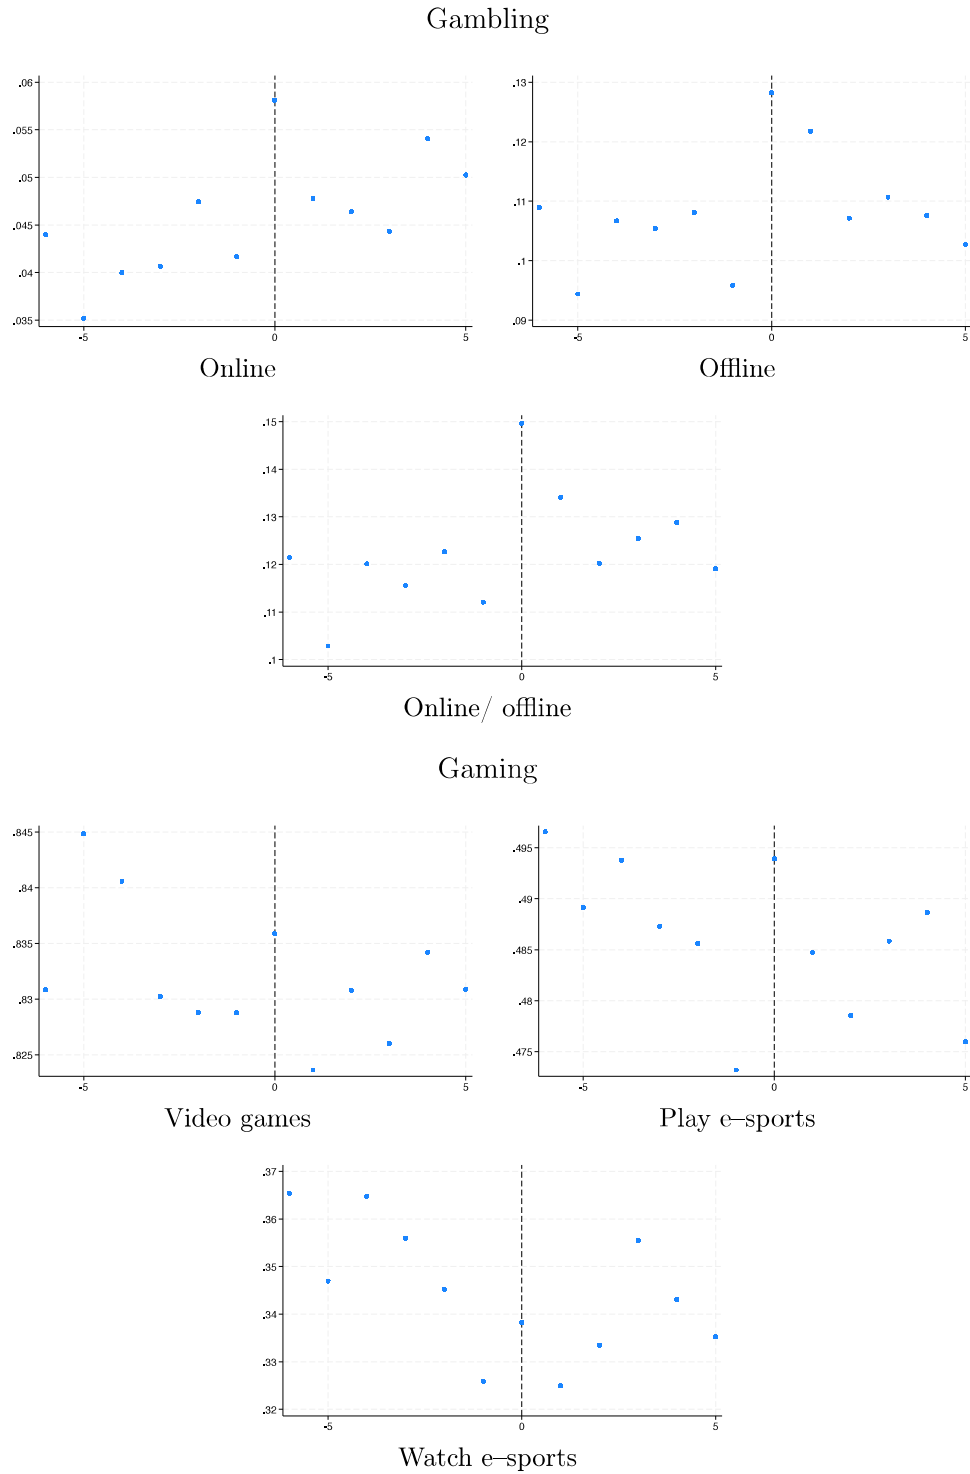 Gambling
.06
.055
.05
.045
.04
.035
-5 0 5
Online
.13
.12
.11
.1
.09
-5 0 5
Offline
.15
.14
.13
.12
.11
.1
-5 0 5
Online/ offline
Gaming
.845
.84
.835
.83
.825
-5 0 5
Video games
.495
.49
.485
.48
.475
-5 0 5
Play e–sports
.37
.36
.35
.34
.33
.32
-5 0 5
Watch e–sports